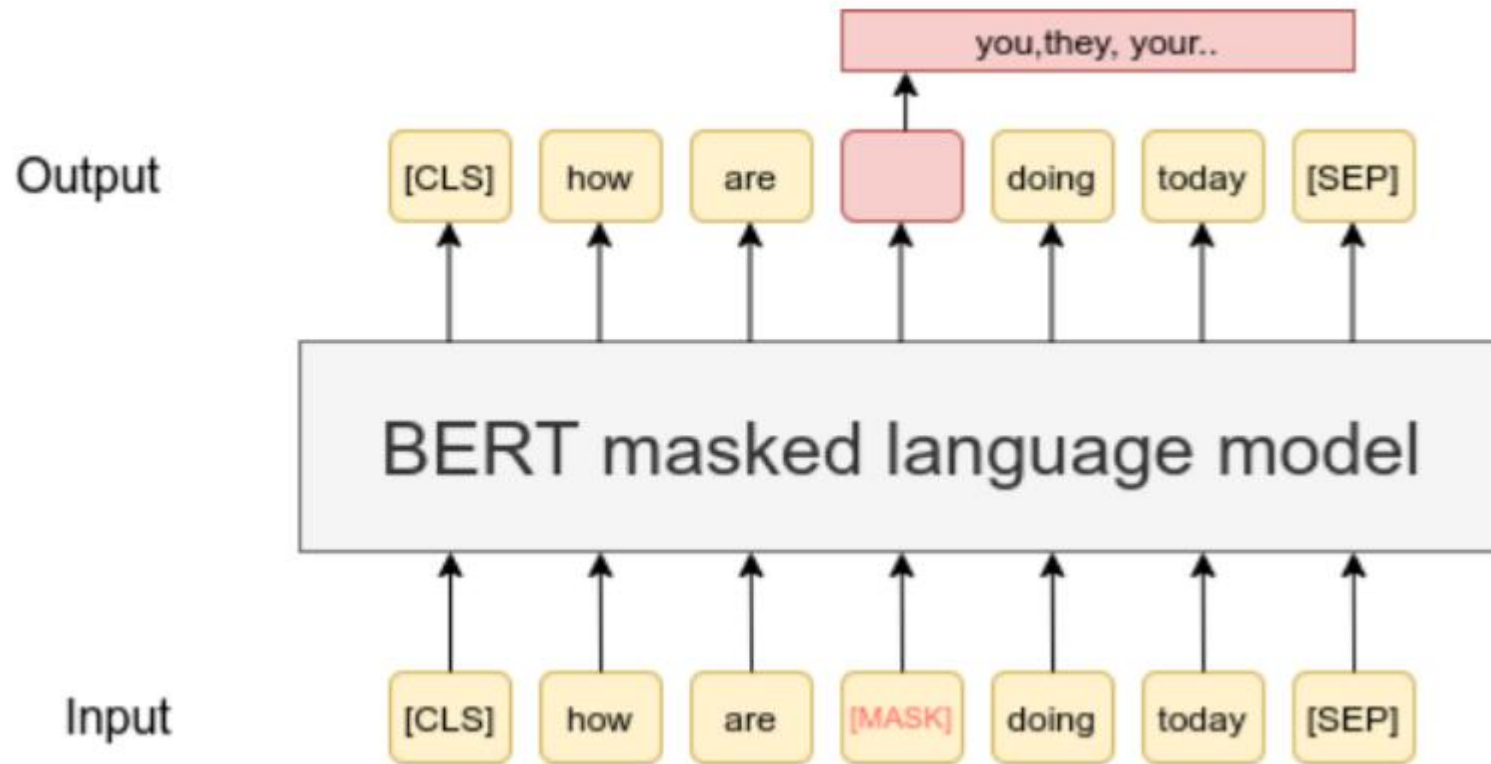 you,they, your..
Output [CLS] how are doing today [SEP]
BERT masked language model
Input [CLS] how are [MASK] doing today [SEP]